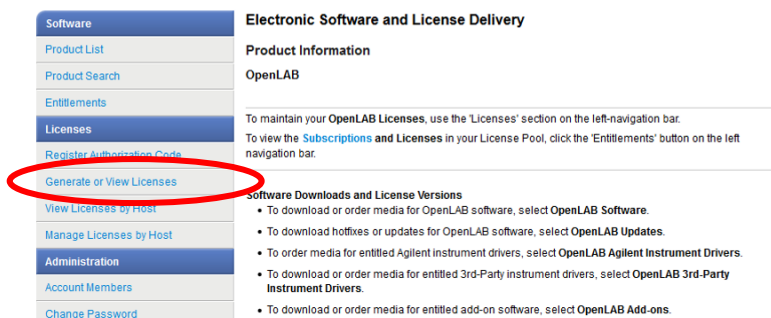 Software
Product List
Product Search
Entitlements
Licenses
Register Authorization Code
Generate or View Licenses
View Licenses by Host
Manage Licenses by Host
Administration
Account Members
Change Password
Electronic Software and License Delivery
Product Information
OpenLAB
To maintain your OpenLAB Licenses, use the 'Licenses' section on the left-navigation bar.
To view the Subscriptions and Licenses in your License Pool, click the 'Entitlements' button on the left
navigation bar.
Software Downloads and License Versions
• To download or order media for OpenLAB software, select OpenLAB Software.
• To download hotfixes or updates for OpenLAB software, select OpenLAB Updates.
• To order media for entitled Agilent instrument drivers, select OpenLAB Agilent Instrument Drivers.
• To download or order media for entitled 3rd-Party instrument drivers, select OpenLAB 3rd-Party
Instrument Drivers.
• To download or order media for entitled add-on software, select OpenLAB Add-ons.